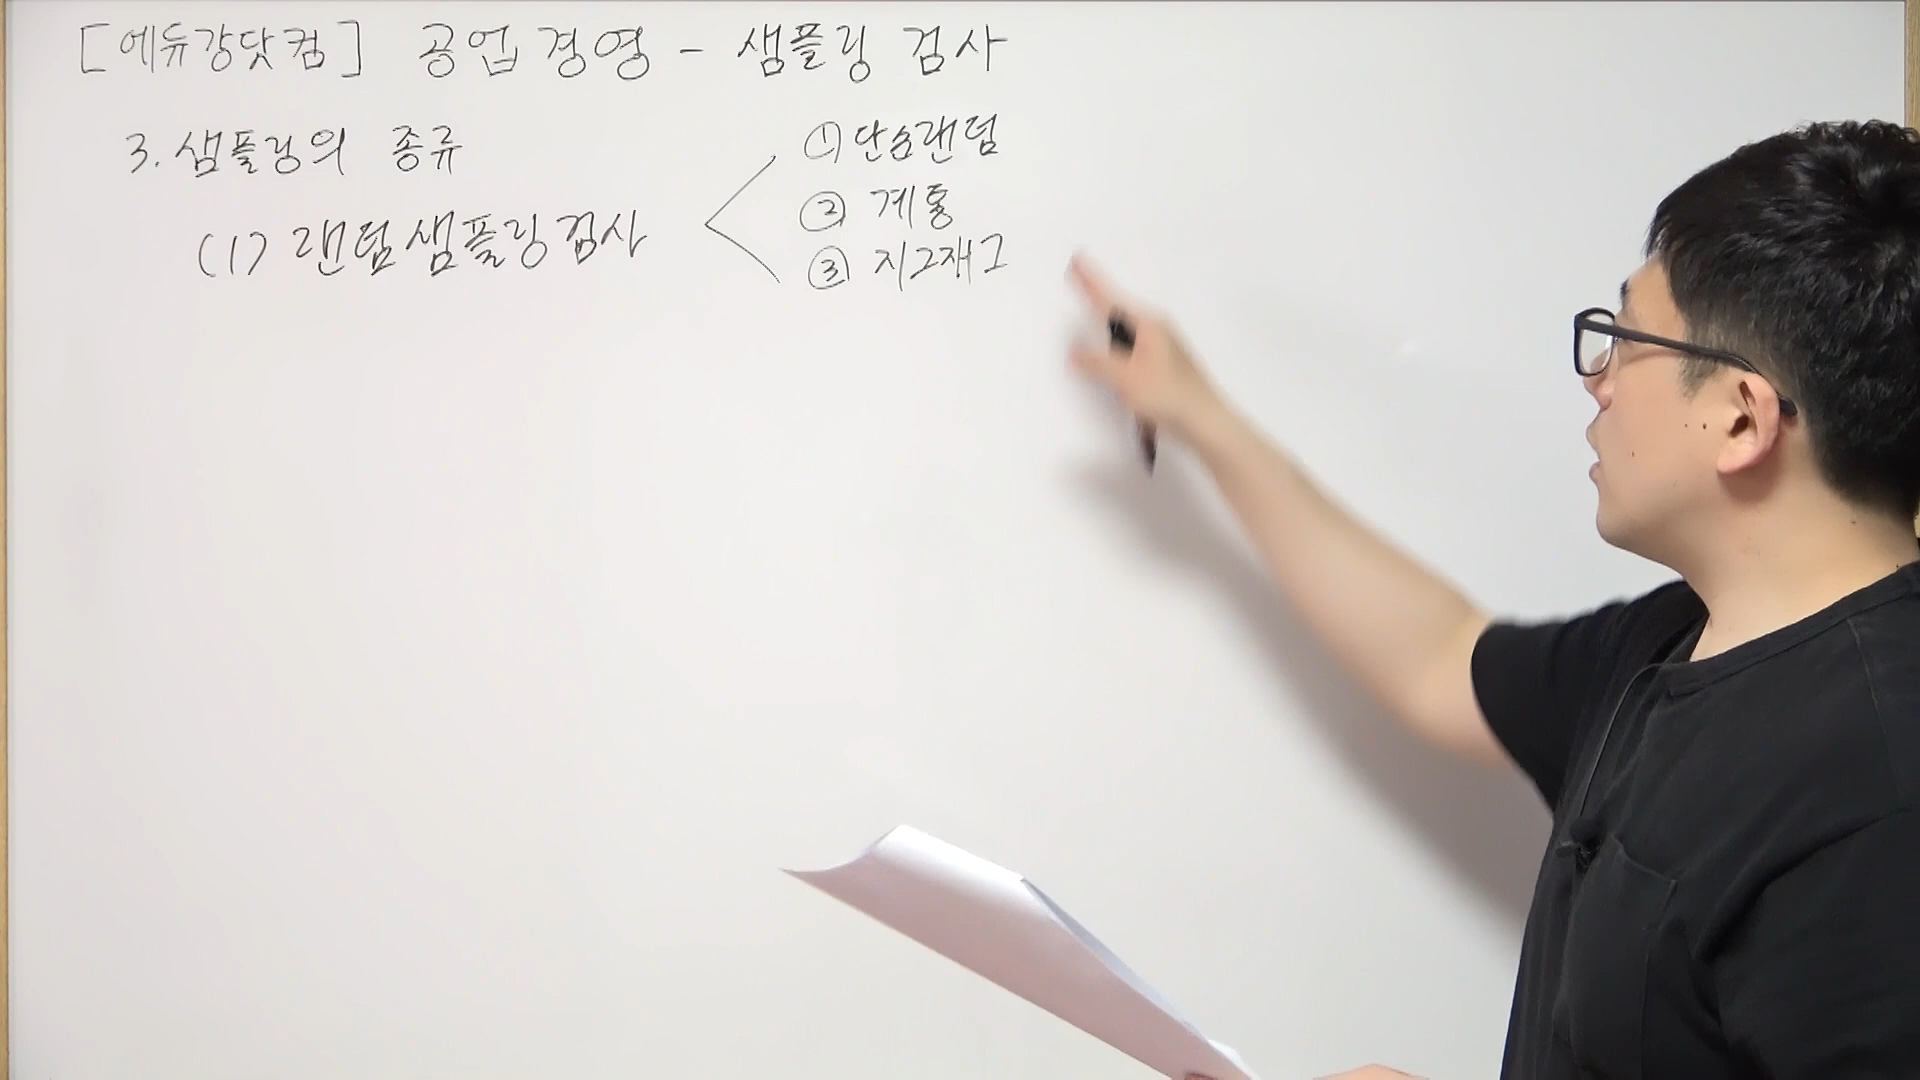 [에듀강닷컴] 공업경영 - 샘플링 검사
3. 샘플링의 종류
(1) 랜덤샘플링검사
① 단순랜덤
② 계통
③ 지그재그